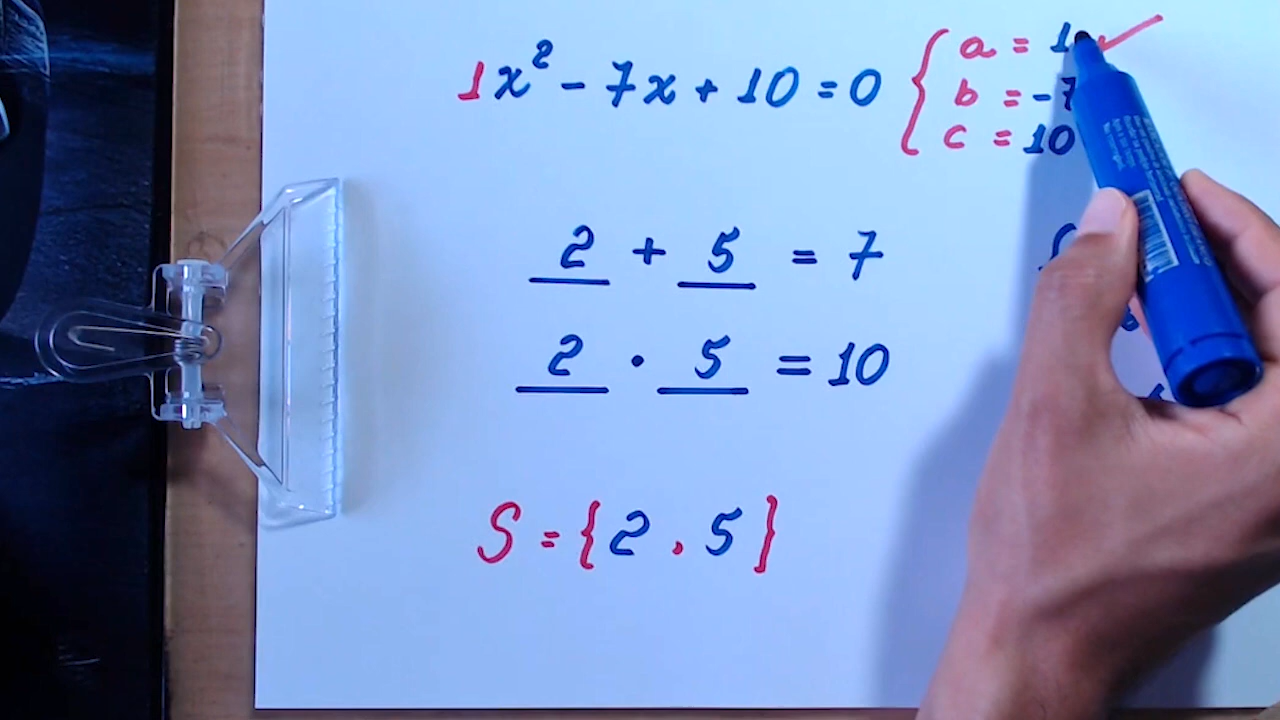 1x² - 7x + 10 = 0
{ a = 1 ✓
b = -7
c = 10
2 + 5 = 7
2 · 5 = 10
S = {2 . 5}